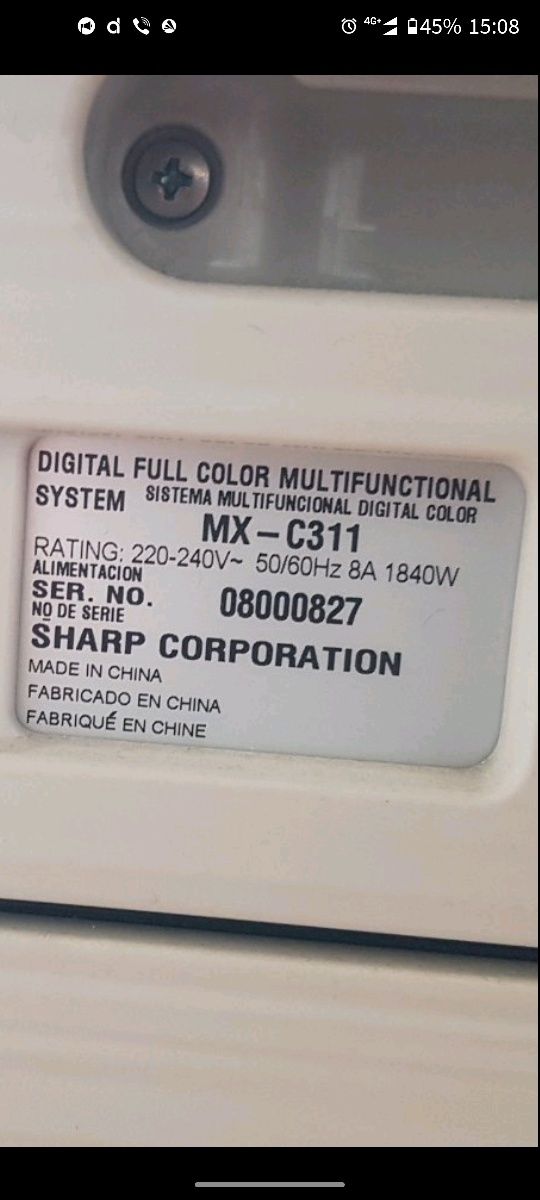 4G+ 45% 15:08
DIGITAL FULL COLOR MULTIFUNCTIONAL
SYSTEM SISTEMA MULTIFUNCIONAL DIGITAL COLOR
MX-C311
RATING: 220-240V~ 50/60Hz 8A 1840W
ALIMENTACION
SER. NO. 08000827
NO DE SERIE
SHARP CORPORATION
MADE IN CHINA
FABRICADO EN CHINA
FABRIQUÉ EN CHINE